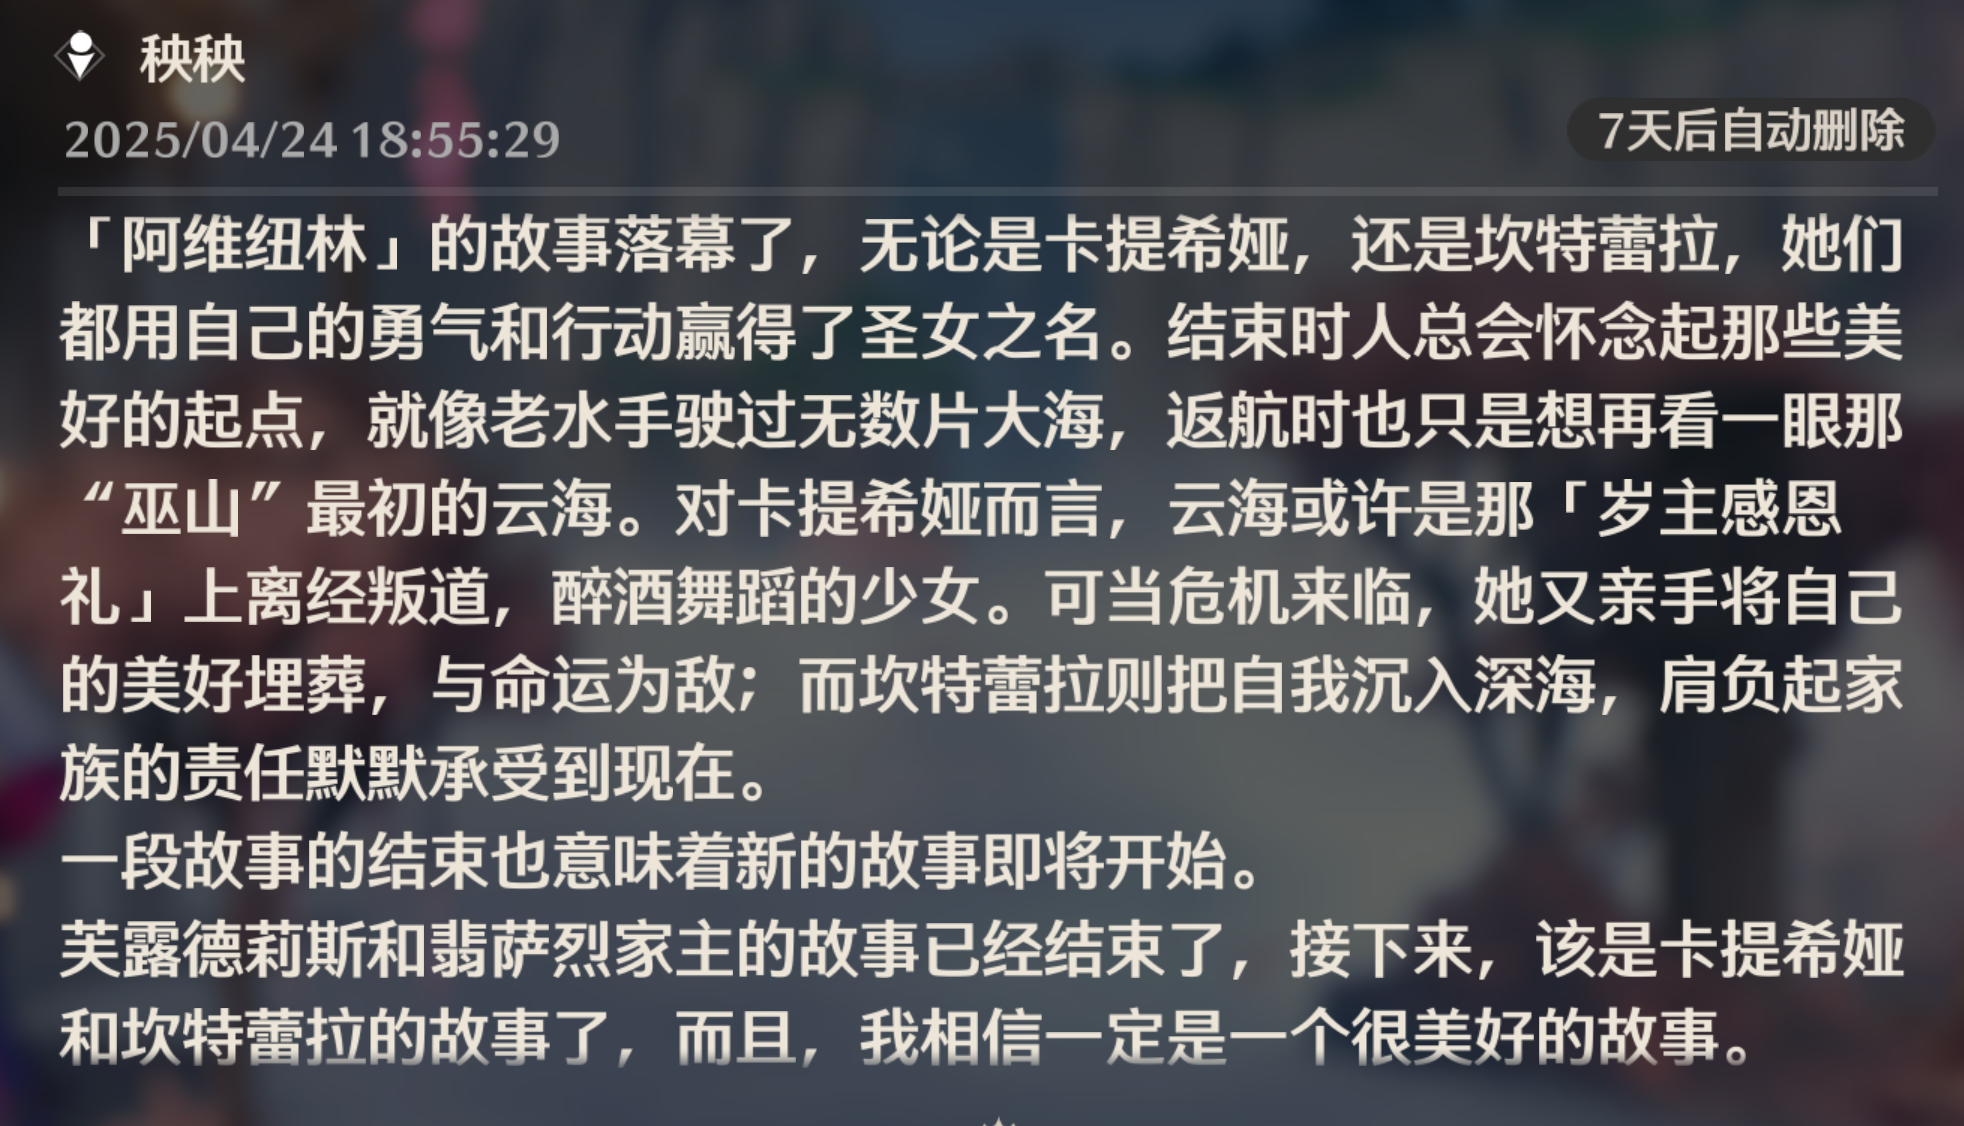 秧秧
2025/04/24 18:55:29
7天后自动删除
「阿维纽林」的故事落幕了，无论是卡提希娅，还是坎特蕾拉，她们
都用自己的勇气和行动赢得了圣女之名。结束时人总会怀念起那些美
好的起点，就像老水手驶过无数片大海，返航时也只是想再看一眼那
“巫山”最初的云海。对卡提希娅而言，云海或许是那「岁主感恩
礼」上离经叛道，醉酒舞蹈的少女。可当危机来临，她又亲手将自己
的美好埋葬，与命运为敌；而坎特蕾拉则把自我沉入深海，肩负起家
族的责任默默承受到现在。
一段故事的结束也意味着新的故事即将开始。
芙露德莉斯和翡萨烈家主的故事已经结束了，接下来，该是卡提希娅
和坎特蕾拉的故事了，而且，我相信一定是一个很美好的故事。